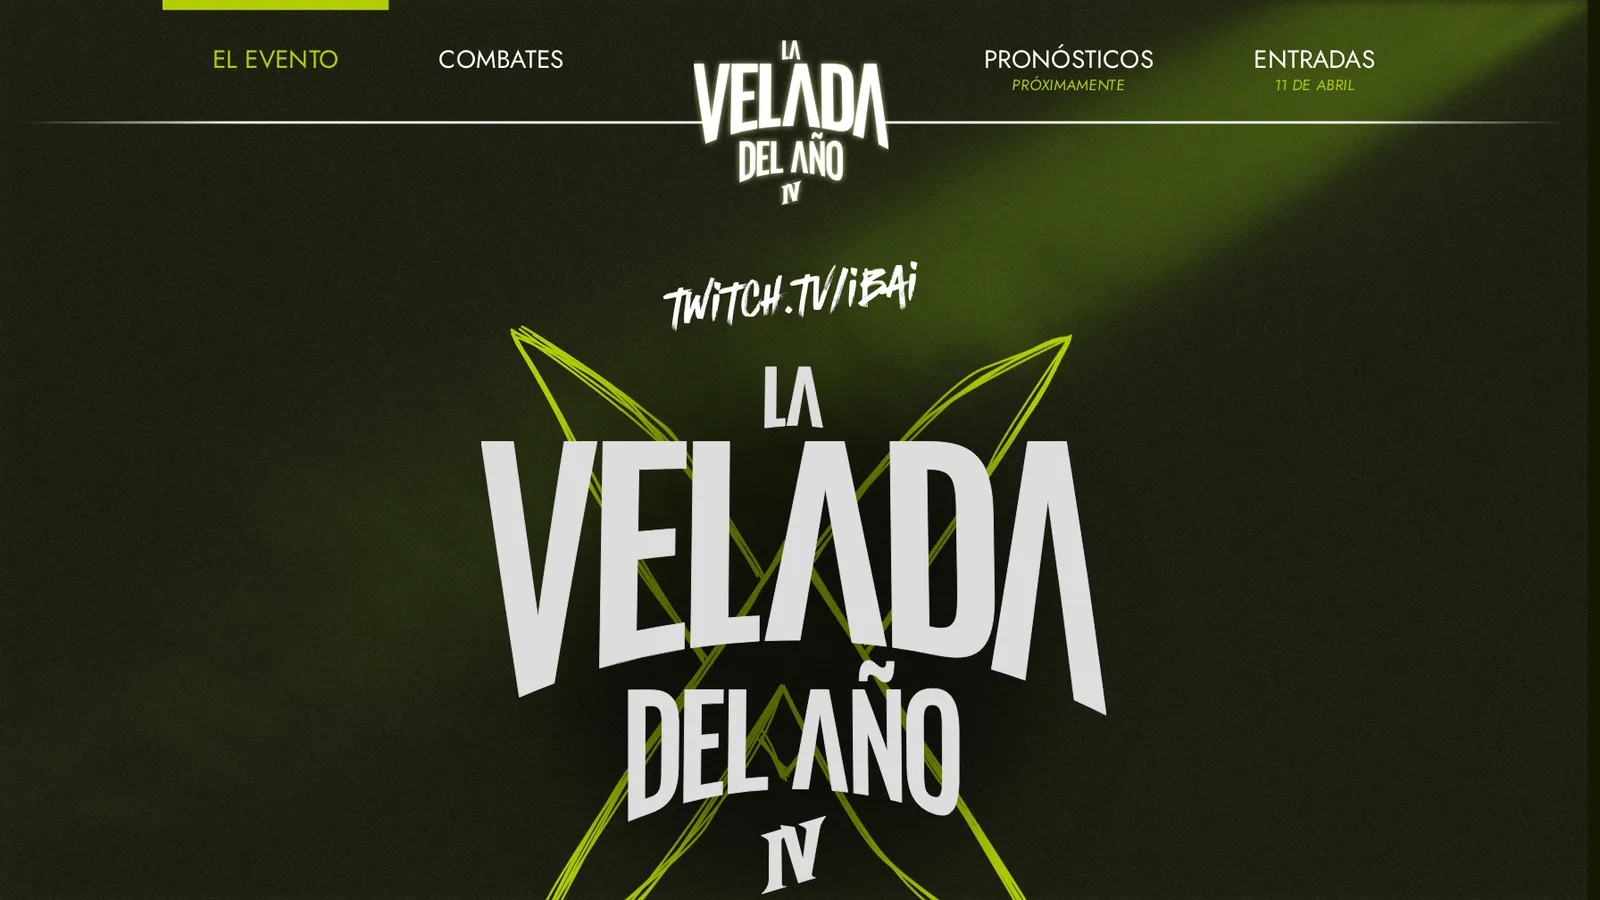 EL EVENTO
COMBATES
LA
VELADA
DEL AÑO
IV
PRONÓSTICOS
PRÓXIMAMENTE
ENTRADAS
11 DE ABRIL
TWITCH.TV/IBAI
LA
VELADA
DEL AÑO
IV